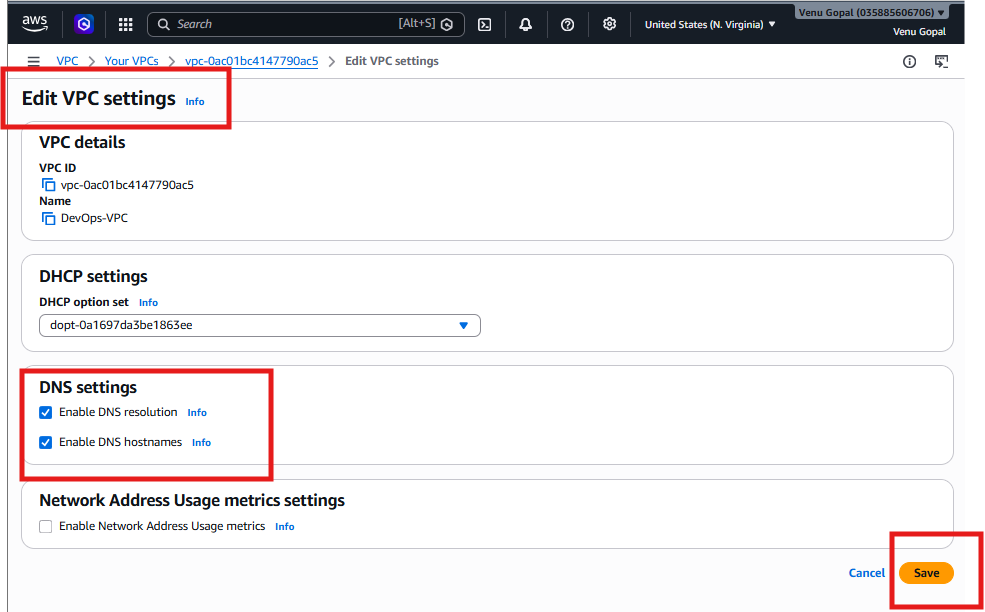 aws
Search [Alt+S]
United States (N. Virginia) ▼
Venu Gopal (035885606706) ▼
Venu Gopal
VPC > Your VPCs > vpc-0ac01bc4147790ac5 > Edit VPC settings
Edit VPC settings Info
VPC details
VPC ID
vpc-0ac01bc4147790ac5
Name
DevOps-VPC
DHCP settings
DHCP option set Info
dopt-0a1697da3be1863ee
DNS settings
Enable DNS resolution Info
Enable DNS hostnames Info
Network Address Usage metrics settings
Enable Network Address Usage metrics Info
Cancel Save